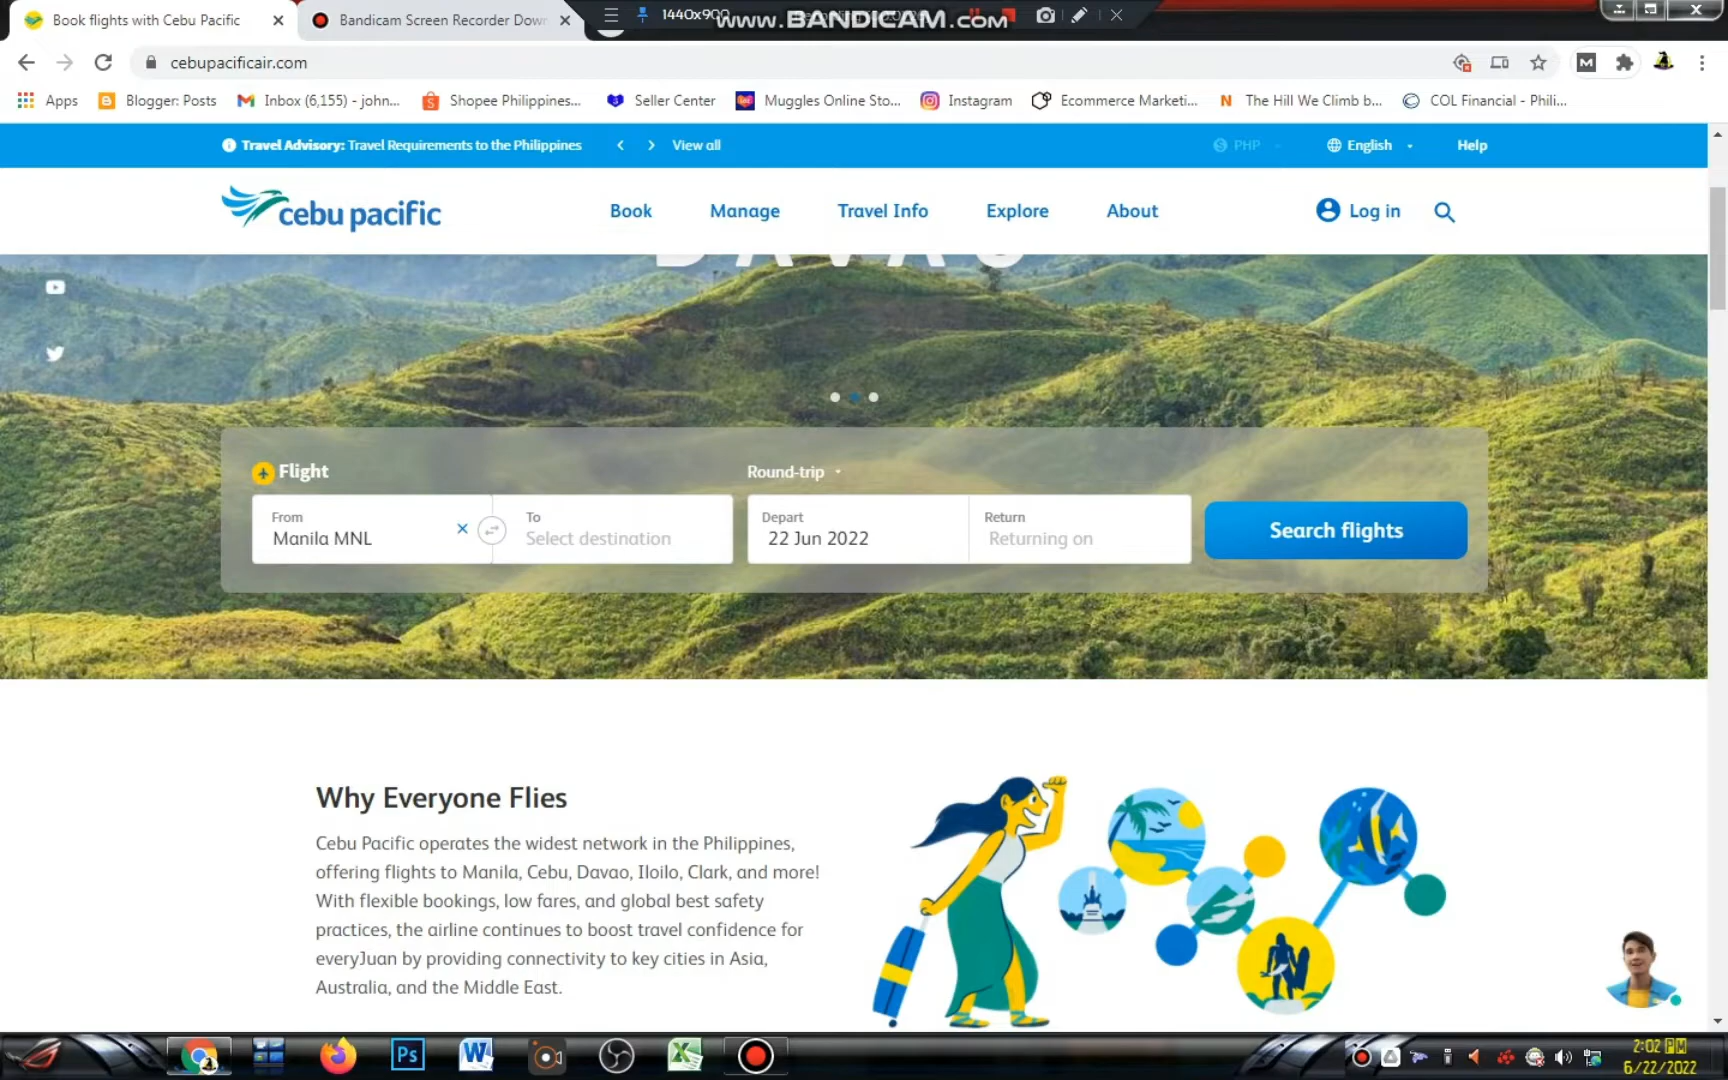 Book flights with Cebu Pacific
Bandicam Screen Recorder Down
1440x900
www.BANDICAM.com
cebupacificair.com
Apps
Blogger: Posts
Inbox (6,155) - john...
Shopee Philippines...
Seller Center
Muggles Online Sto...
Instagram
Ecommerce Marketi...
The Hill We Climb b...
COL Financial - Phili...
Travel Advisory: Travel Requirements to the Philippines
View all
PHP
English
Help
cebu pacific
Book
Manage
Travel Info
Explore
About
Log in
DAVAO
Flight
Round-trip
From
Manila MNL
To
Select destination
Depart
22 Jun 2022
Return
Returning on
Search flights
Why Everyone Flies
Cebu Pacific operates the widest network in the Philippines,
offering flights to Manila, Cebu, Davao, Iloilo, Clark, and more!
With flexible bookings, low fares, and global best safety
practices, the airline continues to boost travel confidence for
everyJuan by providing connectivity to key cities in Asia,
Australia, and the Middle East.
2:02 PM
6/22/2022